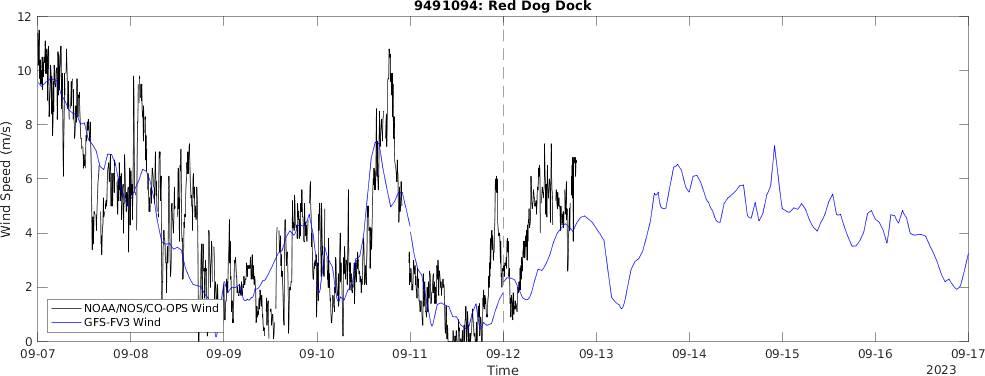 9491094: Red Dog Dock
Wind Speed (m/s)
12
10
8
6
4
2
0
NOAA/NOS/CO-OPS Wind
GFS-FV3 Wind
09-07 09-08 09-09 09-10 09-11 09-12 09-13 09-14 09-15 09-16 09-17
Time
2023